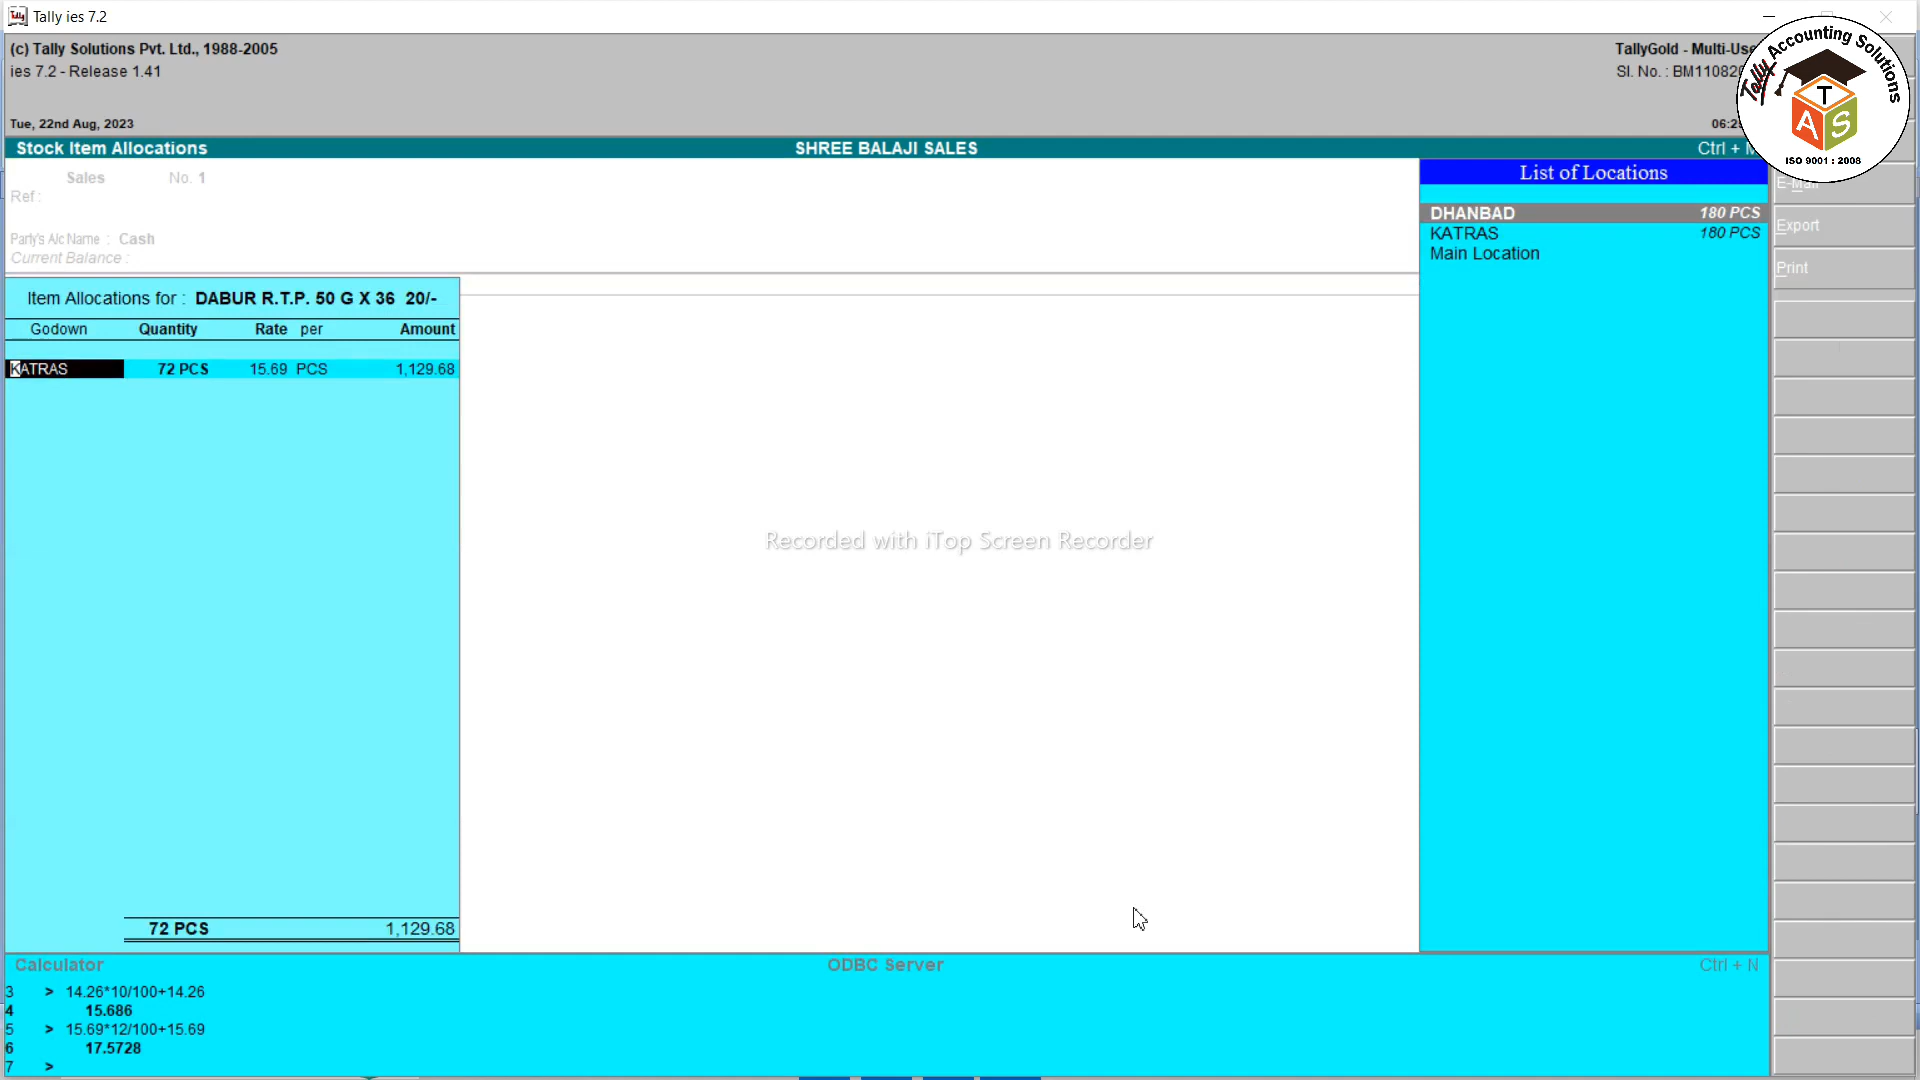 Tally ies 7.2
(c) Tally Solutions Pvt. Ltd., 1988-2005
ies 7.2 - Release 1.41
TallyGold - Multi-Use
Sl. No. : BM11082
Tally Accounting Solutions
T
A S
ISO 9001 : 2008
Tue, 22nd Aug, 2023
06:2
Stock Item Allocations
SHREE BALAJI SALES
Ctrl + M
Sales No. 1
Ref :
Party's A/c Name : Cash
Current Balance :
Item Allocations for : DABUR R.T.P. 50 G X 36 20/-
Godown Quantity Rate per Amount
KATRAS 72 PCS 15.69 PCS 1,129.68
72 PCS 1,129.68
List of Locations
DHANBAD 180 PCS
KATRAS 180 PCS
Main Location
E-Mail
Export
Print
Recorded with iTop Screen Recorder
Calculator
ODBC Server
Ctrl + N
3 > 14.26*10/100+14.26
4 15.686
5 > 15.69*12/100+15.69
6 17.5728
7 >